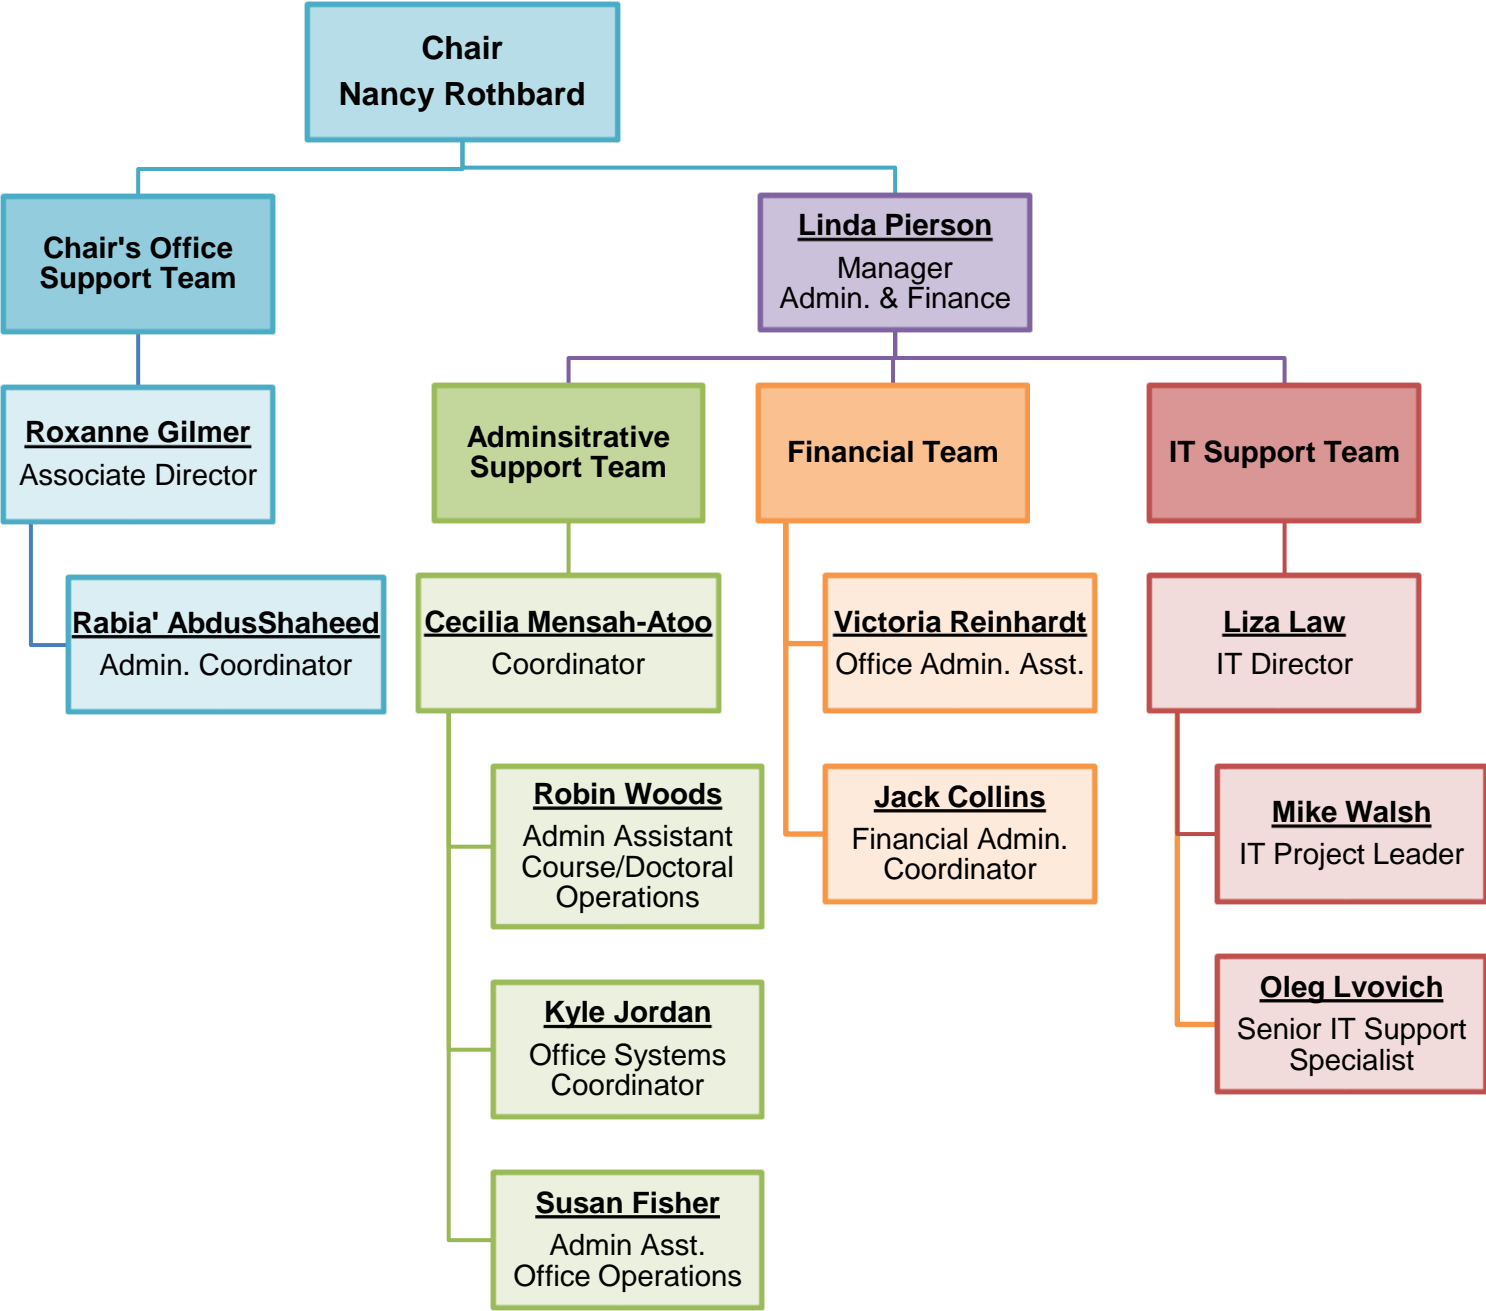 Chair
Nancy Rothbard
Chair's Office
Support Team
Linda Pierson
Manager
Admin. & Finance
Roxanne Gilmer
Associate Director
Adminsitrative
Support Team
Financial Team
IT Support Team
Rabia' AbdusShaheed
Admin. Coordinator
Cecilia Mensah-Atoo
Coordinator
Victoria Reinhardt
Office Admin. Asst.
Liza Law
IT Director
Robin Woods
Admin Assistant
Course/Doctoral
Operations
Jack Collins
Financial Admin.
Coordinator
Mike Walsh
IT Project Leader
Kyle Jordan
Office Systems
Coordinator
Oleg Lvovich
Senior IT Support
Specialist
Susan Fisher
Admin Asst.
Office Operations